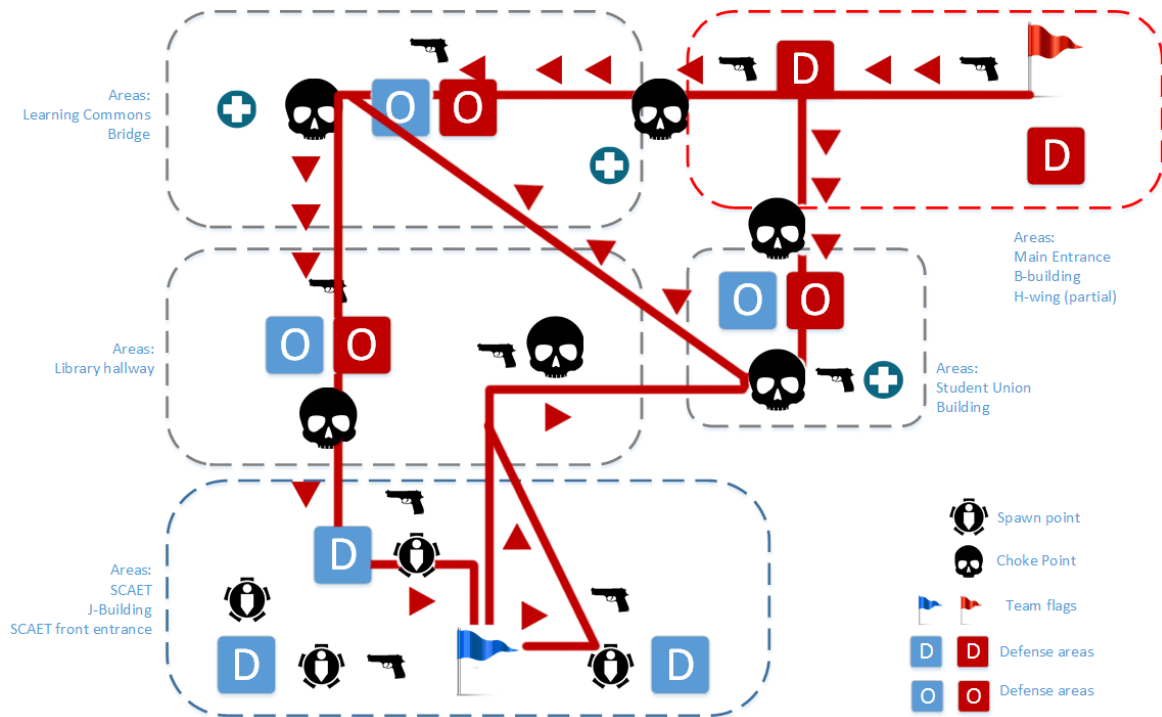 D
Areas:
Learning Commons
Bridge
O
O
D
Areas:
Main Entrance
B-building
H-wing (partial)
O
O
Areas:
Library hallway
O
O
Areas:
Student Union
Building
Spawn point
Choke Point
D
Areas:
SCAET
J-Building
SCAET front entrance
Team flags
D
D
D D Defense areas
O O Defense areas